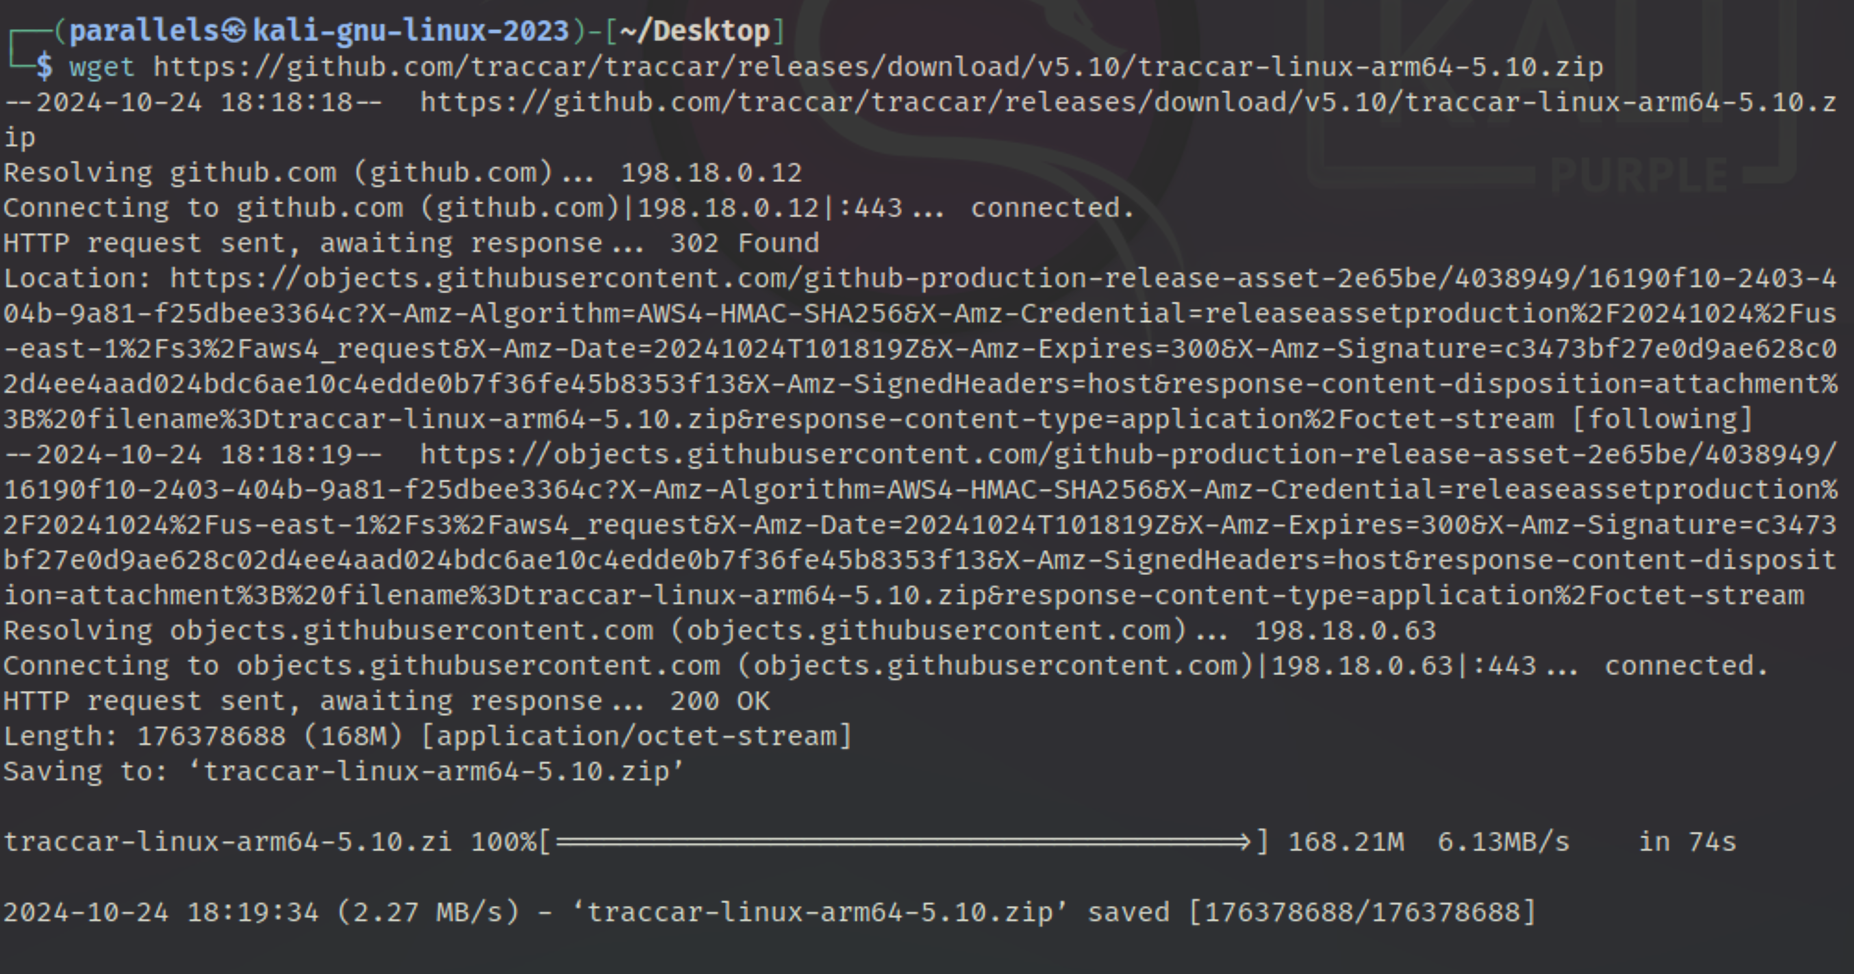 ┌──(parallels㉿kali-gnu-linux-2023)-[~/Desktop]
└─$ wget https://github.com/traccar/traccar/releases/download/v5.10/traccar-linux-arm64-5.10.zip
--2024-10-24 18:18:18--  https://github.com/traccar/traccar/releases/download/v5.10/traccar-linux-arm64-5.10.z
ip
Resolving github.com (github.com)... 198.18.0.12
Connecting to github.com (github.com)|198.18.0.12|:443... connected.
HTTP request sent, awaiting response... 302 Found
Location: https://objects.githubusercontent.com/github-production-release-asset-2e65be/4038949/16190f10-2403-4
04b-9a81-f25dbee3364c?X-Amz-Algorithm=AWS4-HMAC-SHA256&X-Amz-Credential=releaseassetproduction%2F20241024%2Fus
-east-1%2Fs3%2Faws4_request&X-Amz-Date=20241024T101819Z&X-Amz-Expires=300&X-Amz-Signature=c3473bf27e0d9ae628c0
2d4ee4aad024bdc6ae10c4edde0b7f36fe45b8353f13&X-Amz-SignedHeaders=host&response-content-disposition=attachment%
3B%20filename%3Dtraccar-linux-arm64-5.10.zip&response-content-type=application%2Foctet-stream [following]
--2024-10-24 18:18:19--  https://objects.githubusercontent.com/github-production-release-asset-2e65be/4038949/
16190f10-2403-404b-9a81-f25dbee3364c?X-Amz-Algorithm=AWS4-HMAC-SHA256&X-Amz-Credential=releaseassetproduction%
2F20241024%2Fus-east-1%2Fs3%2Faws4_request&X-Amz-Date=20241024T101819Z&X-Amz-Expires=300&X-Amz-Signature=c3473
bf27e0d9ae628c02d4ee4aad024bdc6ae10c4edde0b7f36fe45b8353f13&X-Amz-SignedHeaders=host&response-content-disposit
ion=attachment%3B%20filename%3Dtraccar-linux-arm64-5.10.zip&response-content-type=application%2Foctet-stream
Resolving objects.githubusercontent.com (objects.githubusercontent.com)... 198.18.0.63
Connecting to objects.githubusercontent.com (objects.githubusercontent.com)|198.18.0.63|:443... connected.
HTTP request sent, awaiting response... 200 OK
Length: 176378688 (168M) [application/octet-stream]
Saving to: ‘traccar-linux-arm64-5.10.zip’
traccar-linux-arm64-5.10.zi 100%[=========================================>] 168.21M  6.13MB/s    in 74s
2024-10-24 18:19:34 (2.27 MB/s) - ‘traccar-linux-arm64-5.10.zip’ saved [176378688/176378688]
KALI
PURPLE